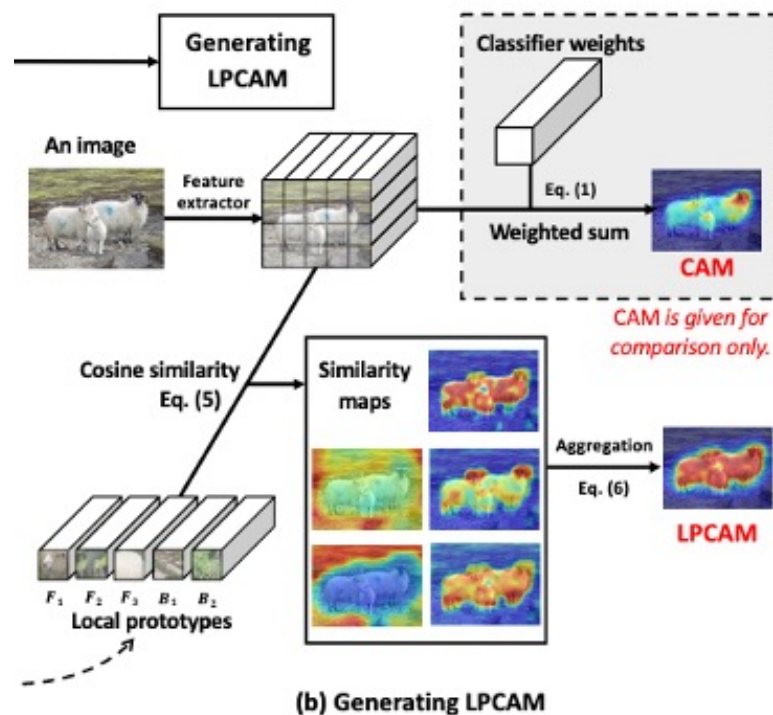 Generating
LPCAM
Classifier weights
An image
Feature
extractor
Eq. (1)
Weighted sum
CAM
CAM is given for
comparison only.
Cosine similarity
Eq. (5)
Similarity
maps
Aggregation
Eq. (6)
LPCAM
F₁ F₂ F₃ B₁ B₂
Local prototypes
(b) Generating LPCAM